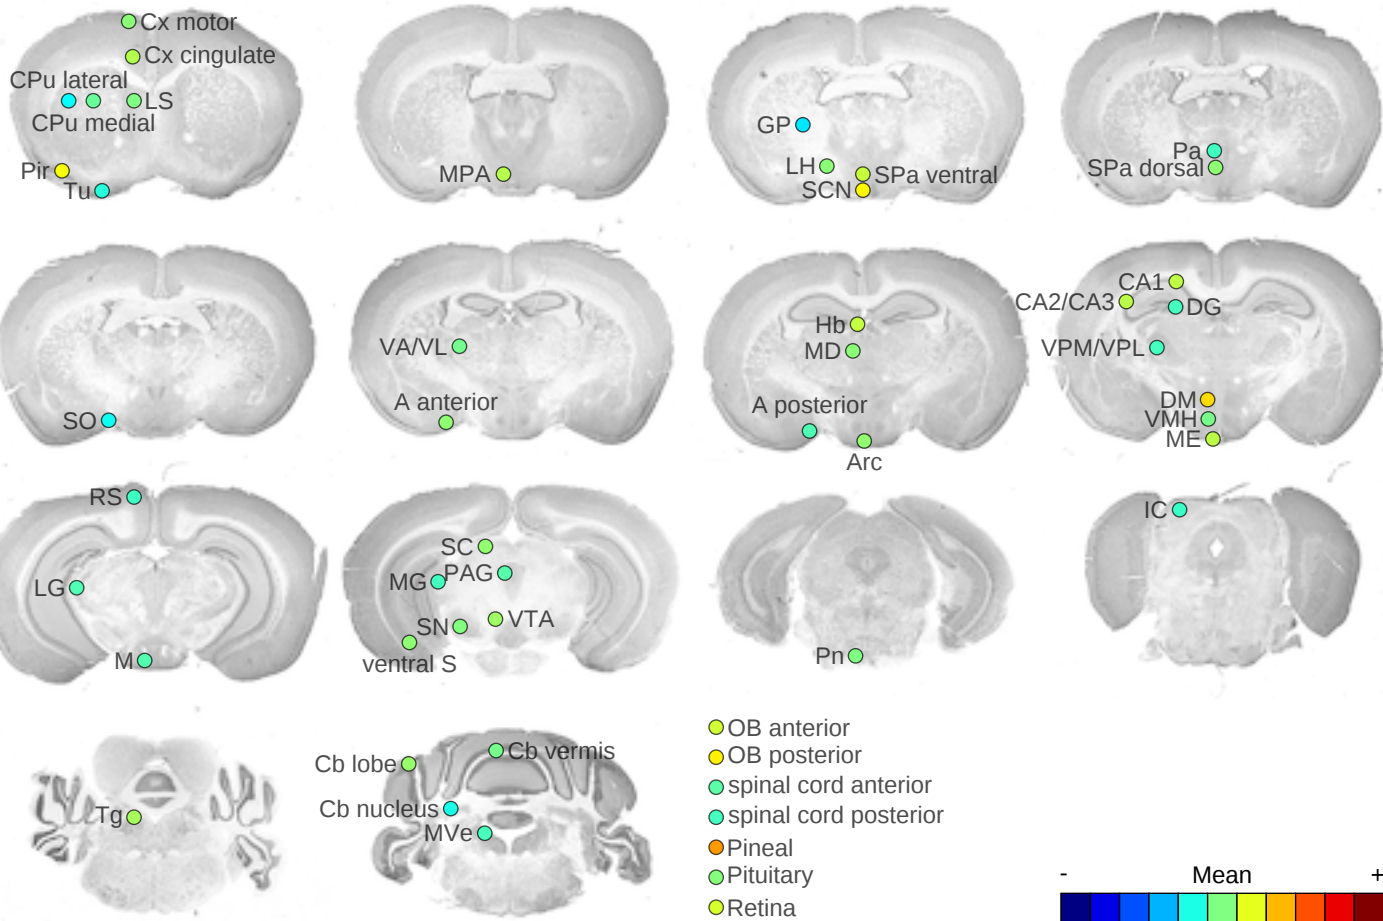 Cx motor
Cx cingulate
CPu lateral
LS
CPu medial
Pir
Tu
MPA
GP
LH
SPa ventral
SCN
Pa
SPa dorsal
SO
VA/VL
A anterior
Hb
MD
A posterior
Arc
CA1
CA2/CA3
DG
VPM/VPL
DM
VMH
ME
RS
LG
M
SC
MG PAG
SN VTA
ventral S
Pn
IC
Tg
Cb lobe
Cb vermis
Cb nucleus
MVe
OB anterior
OB posterior
spinal cord anterior
spinal cord posterior
Pineal
Pituitary
Retina
- Mean +